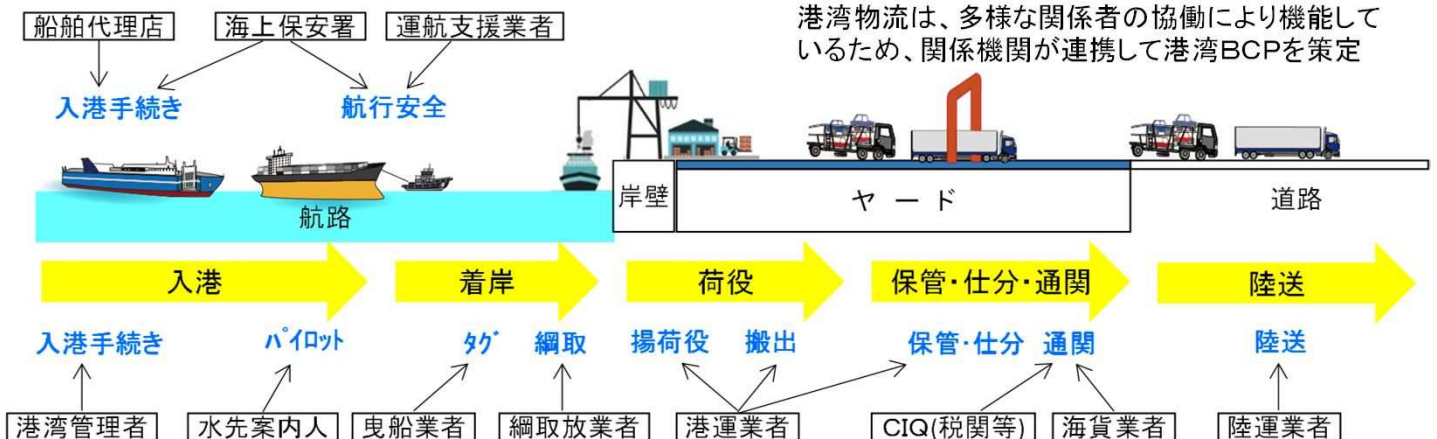 船舶代理店 海上保安署 運航支援業者
港湾物流は、多様な関係者の協働により機能して
いるため、関係機関が連携して港湾BCPを策定
入港手続き 航行安全
航路 岸壁 ヤード 道路
入港 着岸 荷役 保管・仕分・通関 陸送
入港手続き パイロット タグ 綱取 揚荷役 搬出 保管・仕分 通関 陸送
港湾管理者 水先案内人 曳船業者 綱取放業者 港運業者 CIQ(税関等) 海貨業者 陸運業者